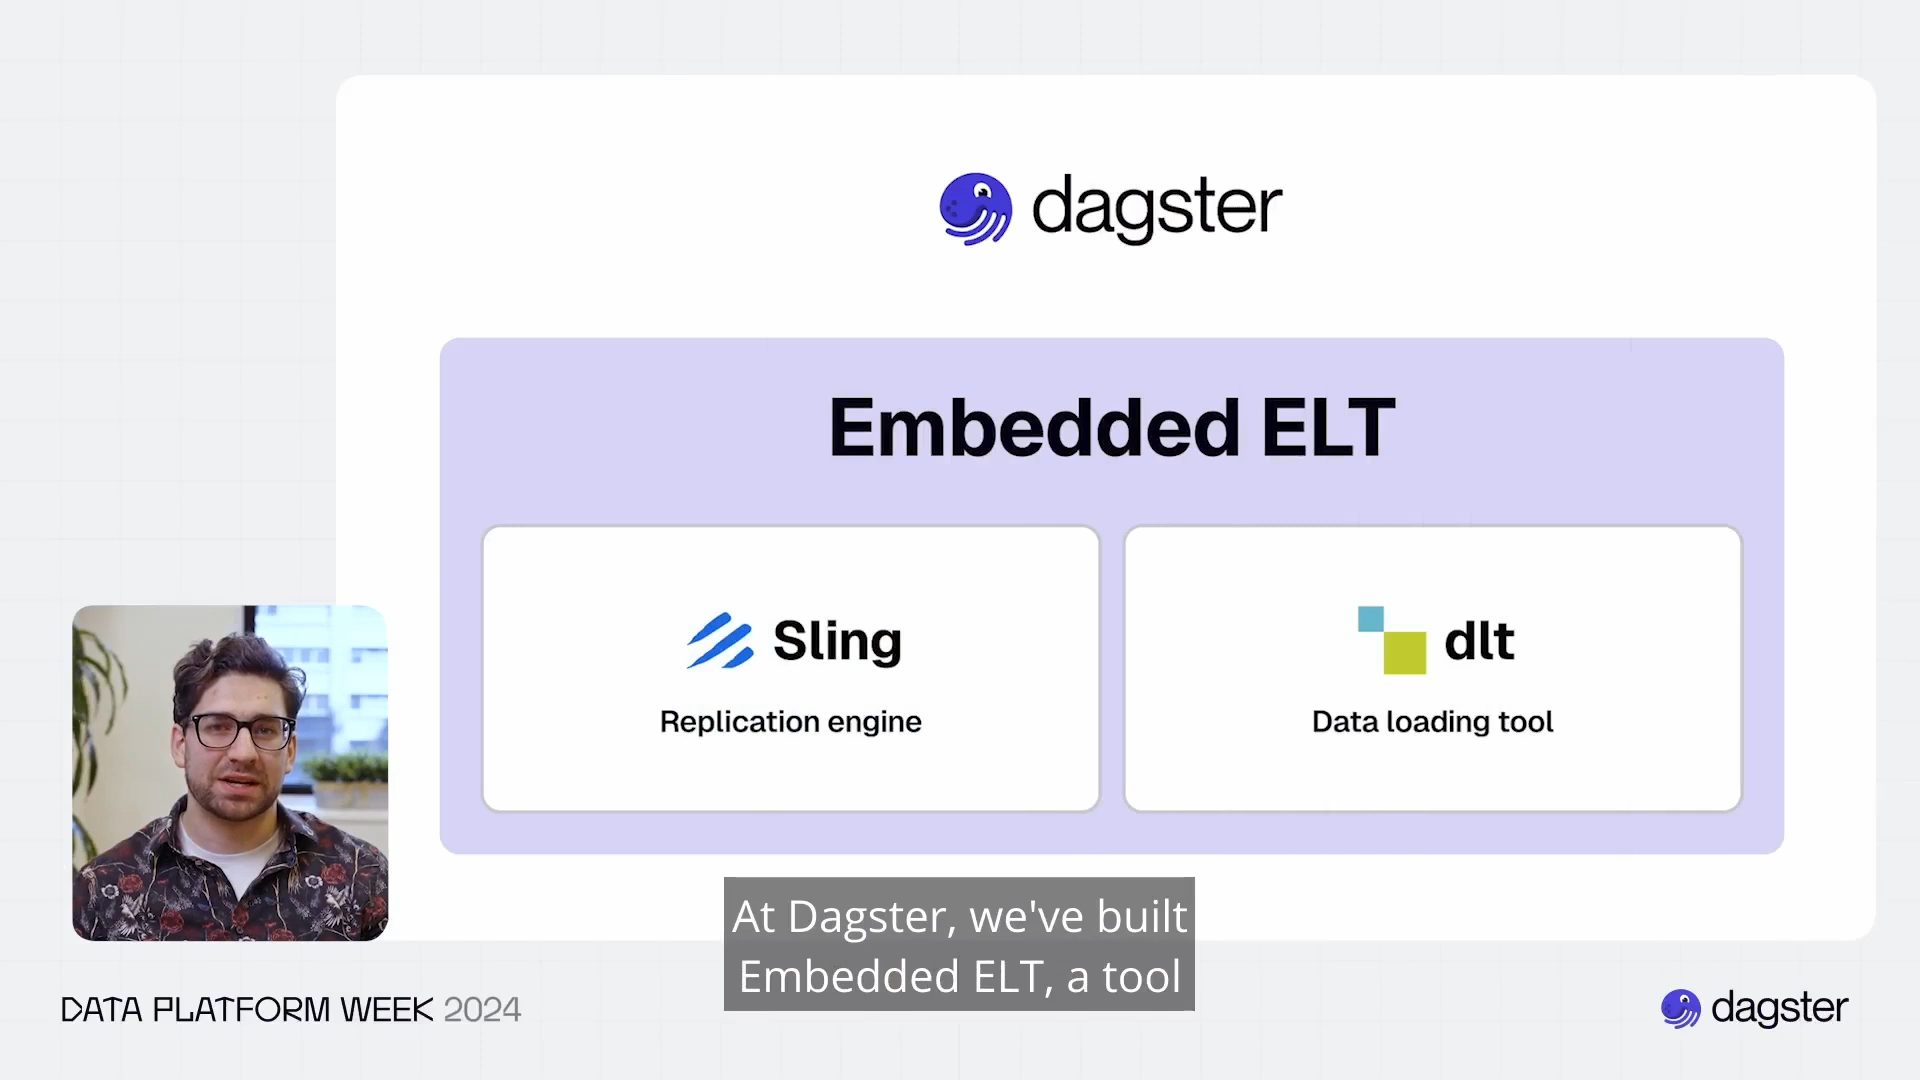 dagster
Embedded ELT
Sling
Replication engine
dlt
Data loading tool
At Dagster, we've built
Embedded ELT, a tool
DATA PLATFORM WEEK 2024
dagster